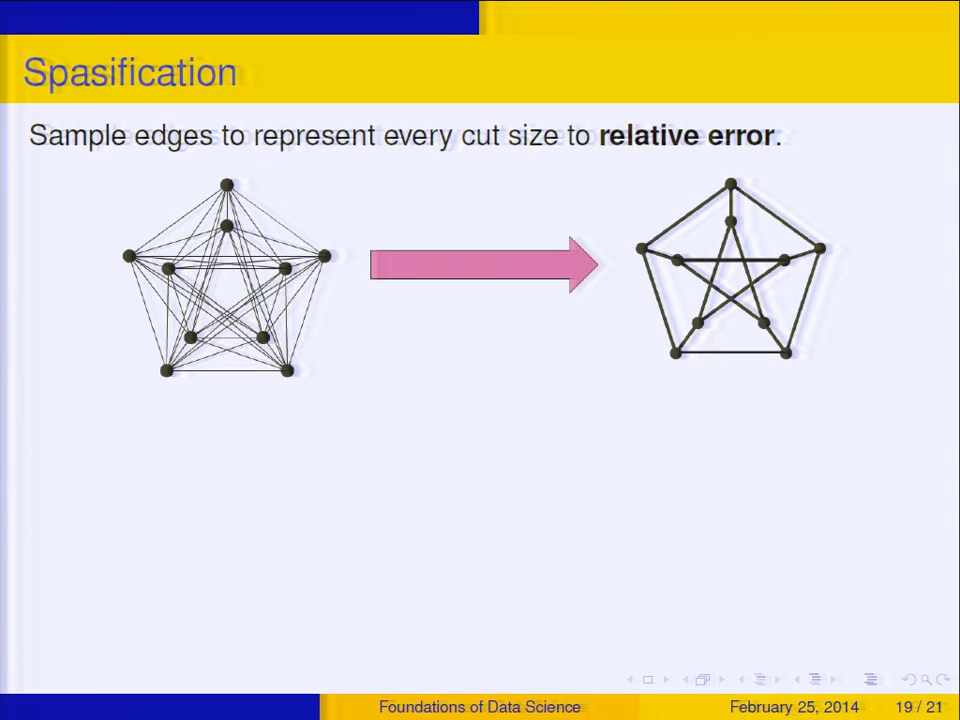 Spasification
Sample edges to represent every cut size to relative error.
Foundations of Data Science
February 25, 2014
19 / 21